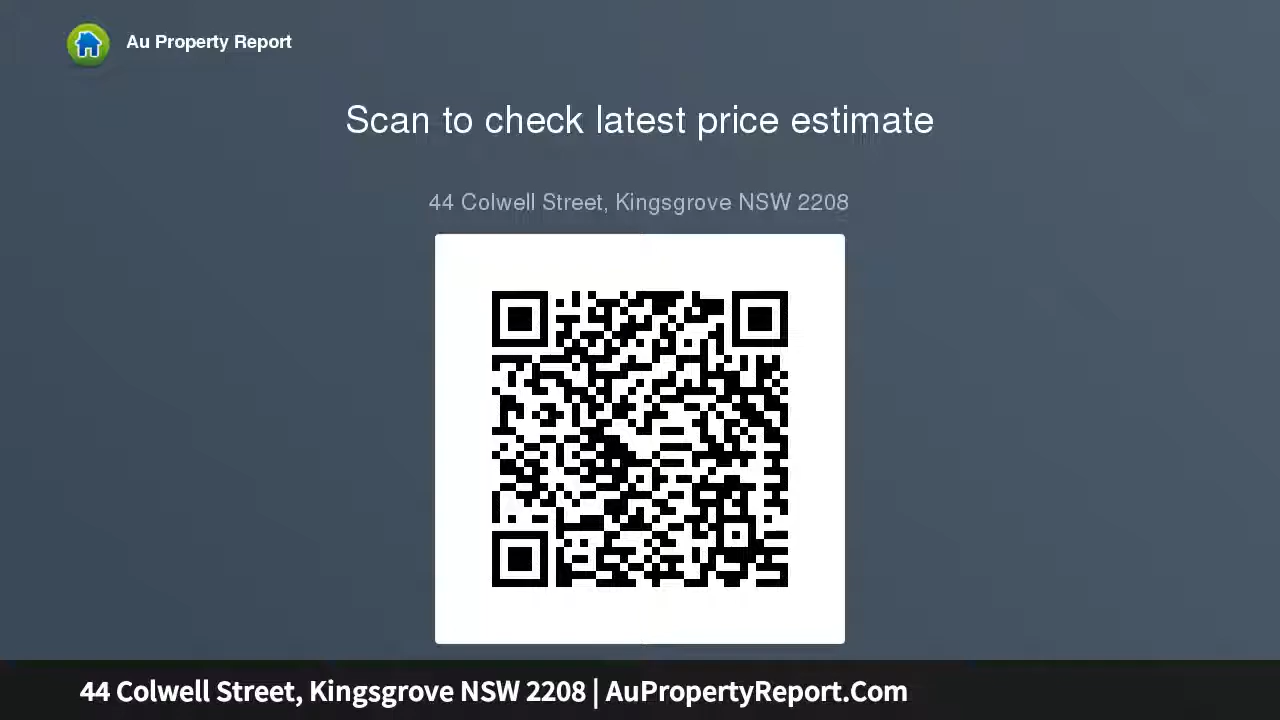 Au Property Report
Scan to check latest price estimate
44 Colwell Street, Kingsgrove NSW 2208
44 Colwell Street, Kingsgrove NSW 2208 | AuPropertyReport.Com